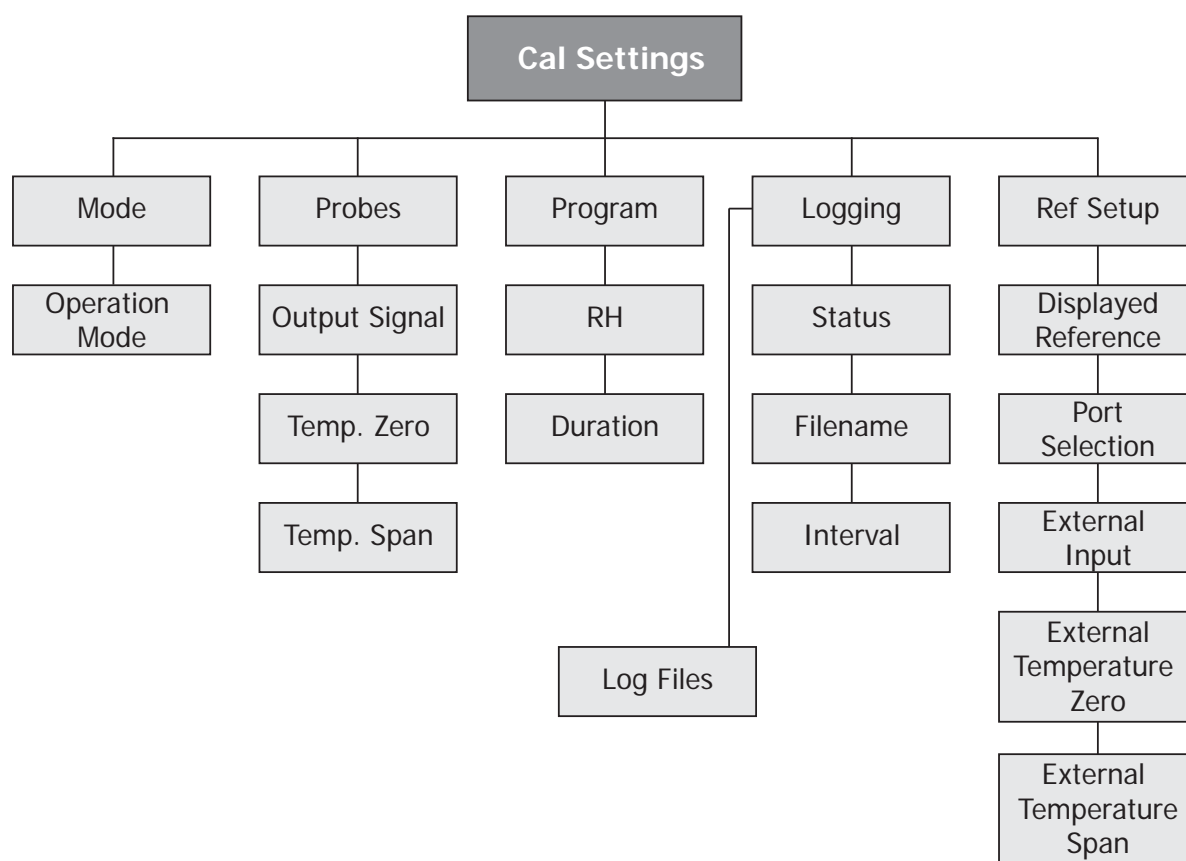 Cal Settings
Mode
Probes
Program
Logging
Ref Setup
Operation
Mode
Output Signal
RH
Status
Displayed
Reference
Temp. Zero
Duration
Filename
Port
Selection
Temp. Span
Interval
External
Input
Log Files
External
Temperature
Zero
External
Temperature
Span